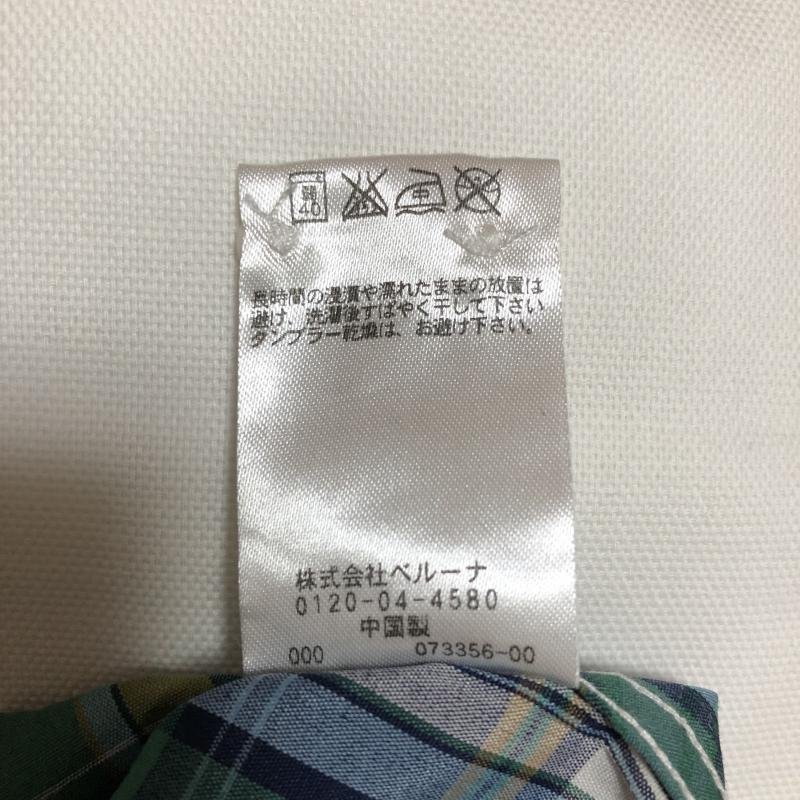 弱
40
中
長時間の浸漬や濡れたままの放置は
避け、洗濯後すばやく干して下さい
タンブラー乾燥は、お避け下さい。
株式会社ベルーナ
0120-04-4580
中国製
000 073356-00